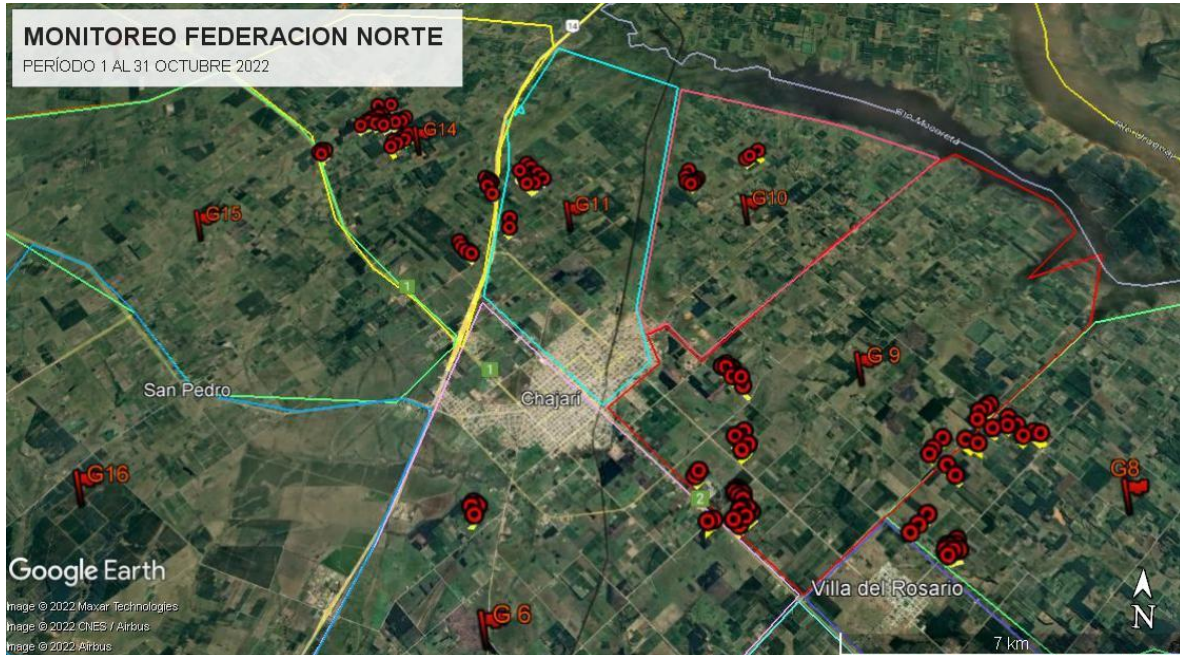 MONITOREO FEDERACION NORTE
PERÍODO 1 AL 31 OCTUBRE 2022
14
Río Mocoretá
G14
G15
G11
G10
1
1
San Pedro
Chajarí
G 9
G16
G8
2
Google Earth
Villa del Rosario
Image © 2022 Maxar Technologies
Image © 2022 CNES / Airbus
Image © 2022 Airbus
G 6
N
7 km